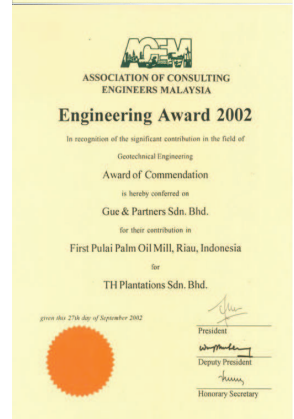 ACEM
ASSOCIATION OF CONSULTING
ENGINEERS MALAYSIA
Engineering Award 2002
In recognition of the significant contribution in the field of
Geotechnical Engineering
Award of Commendation
is hereby conferred on
Gue & Partners Sdn. Bhd.
for their contribution in
First Pulai Palm Oil Mill, Riau, Indonesia
for
TH Plantations Sdn. Bhd.
given this 27th day of September 2002
President
Deputy President
Honorary Secretary